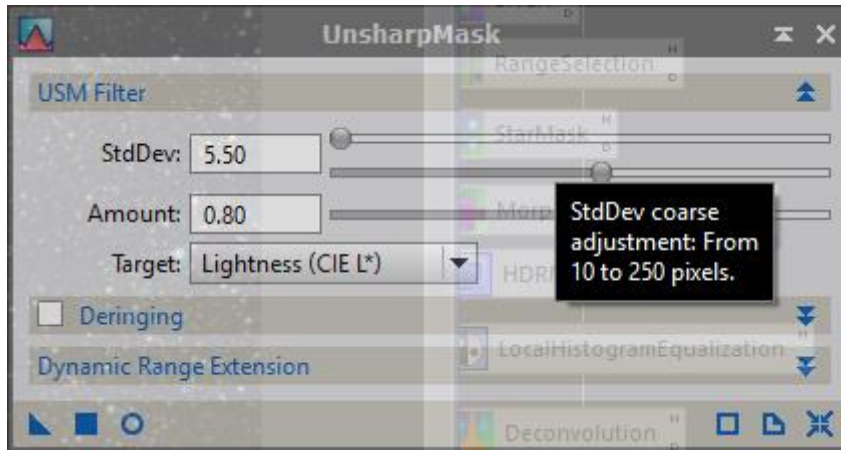 UnsharpMask
RangeSelection
H
D
USM Filter
StarMask
H
D
StdDev: 5.50
Amount: 0.80
Morp
StdDev coarse
adjustment: From
10 to 250 pixels.
Target: Lightness (CIE L*)
Deringing
LocalHistogramEqualization
H
Dynamic Range Extension
Deconvolution
H
D